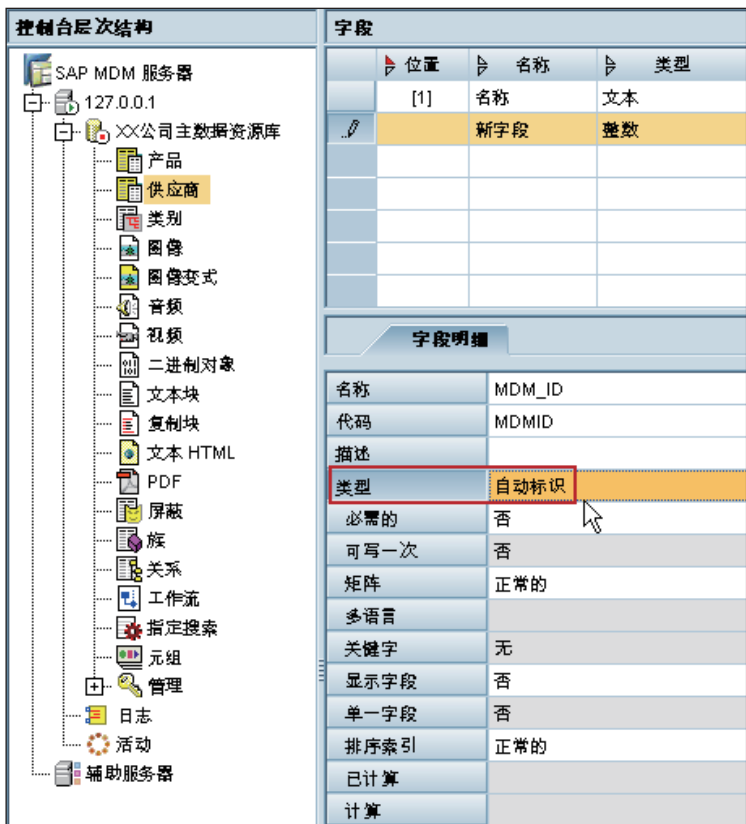 控制台层次结构
SAP MDM 服务器
127.0.0.1
XX公司主数据资源库
产品
供应商
类别
图像
图像变式
音频
视频
二进制对象
文本块
复制块
文本 HTML
PDF
屏蔽
族
关系
工作流
指定搜索
元组
管理
日志
活动
辅助服务器
字段
位置 名称 类型
[1] 名称 文本
新字段 整数
字段明细
名称 MDM_ID
代码 MDMID
描述
类型 自动标识
必需的 否
可写一次 否
矩阵 正常的
多语言
关键字 无
显示字段 否
单一字段 否
排序索引 正常的
已计算
计算